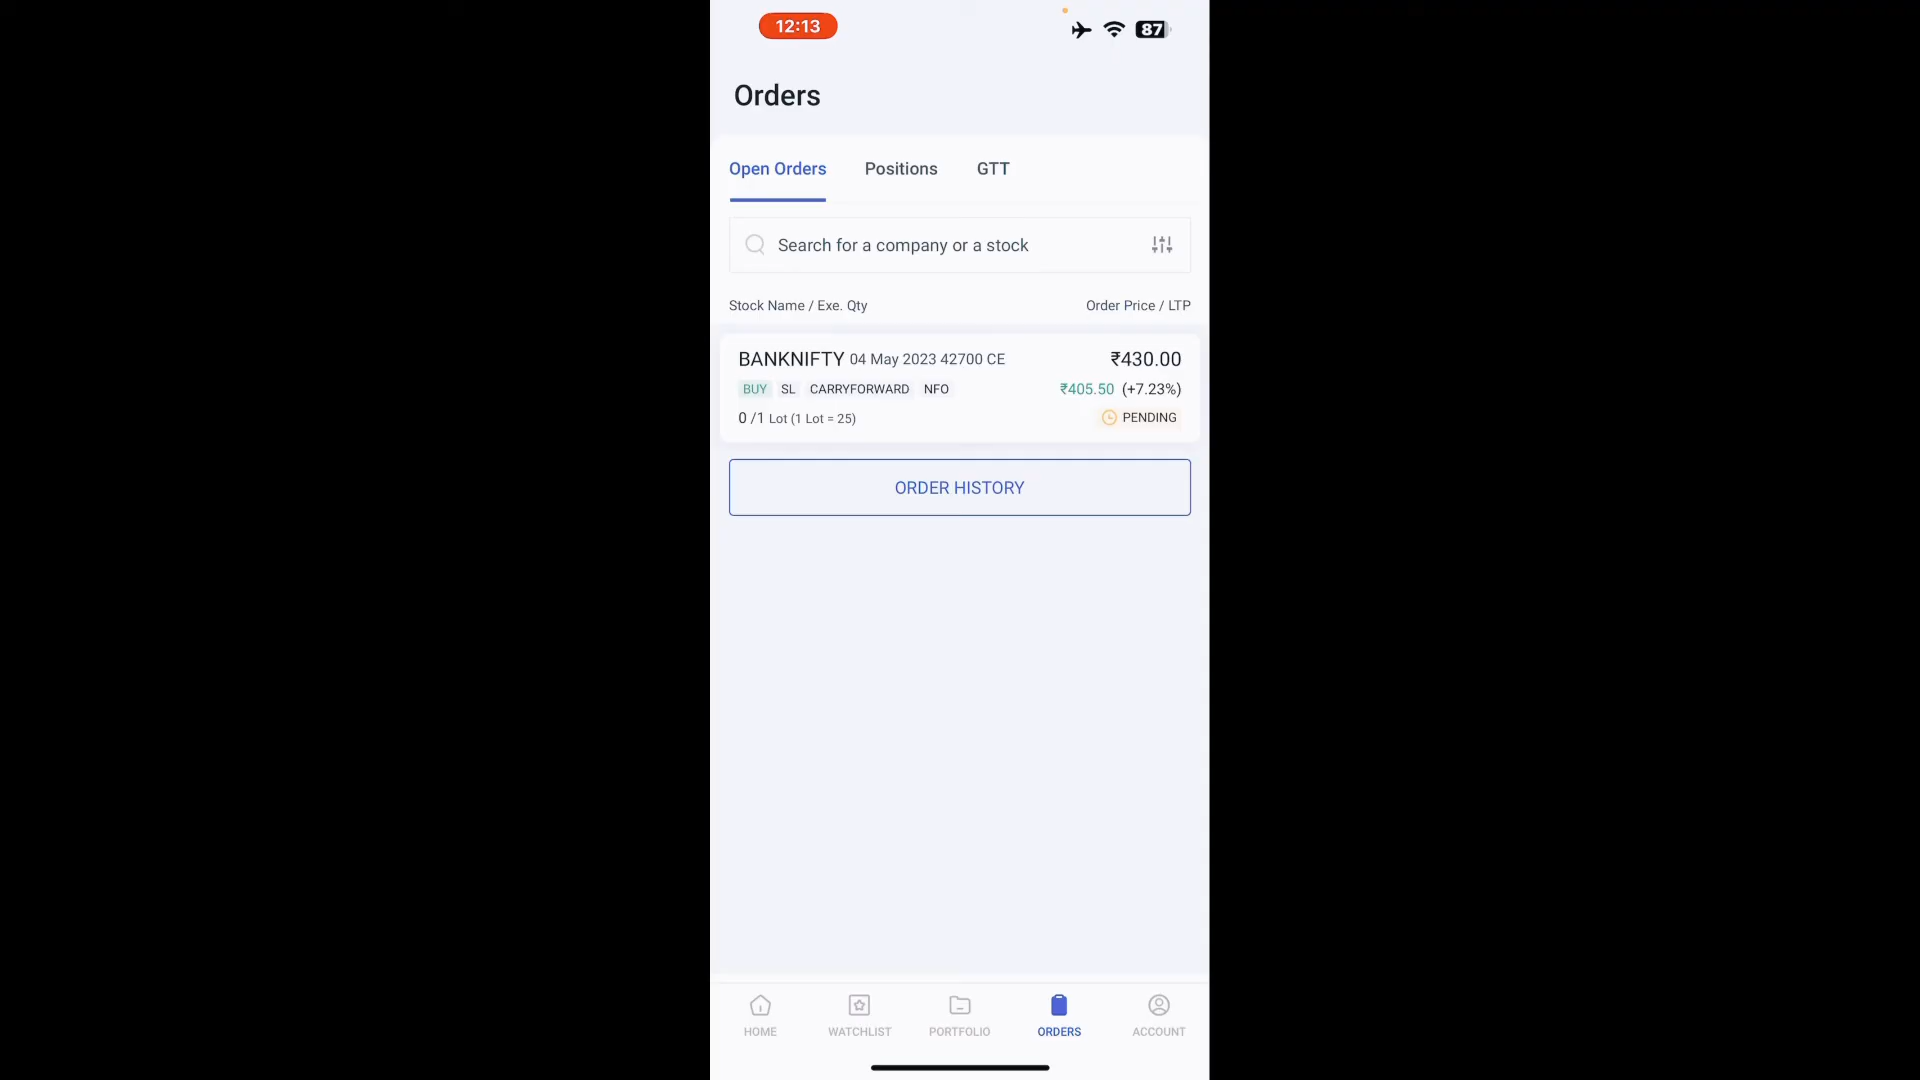 12:13
87
Orders
Open Orders Positions GTT
Search for a company or a stock
Stock Name / Exe. Qty Order Price / LTP
BANKNIFTY 04 May 2023 42700 CE ₹430.00
BUY SL CARRYFORWARD NFO ₹405.50 (+7.23%)
0 /1 Lot (1 Lot = 25) PENDING
ORDER HISTORY
HOME WATCHLIST PORTFOLIO ORDERS ACCOUNT